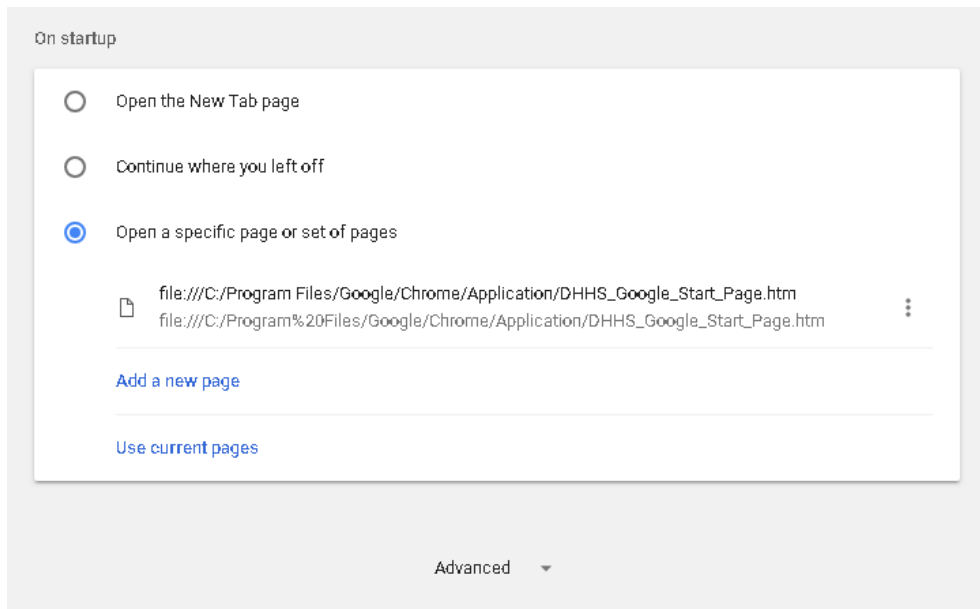 On startup
Open the New Tab page
Continue where you left off
Open a specific page or set of pages
file:///C:/Program Files/Google/Chrome/Application/DHHS_Google_Start_Page.htm
file:///C:/Program%20Files/Google/Chrome/Application/DHHS_Google_Start_Page.htm
Add a new page
Use current pages
Advanced